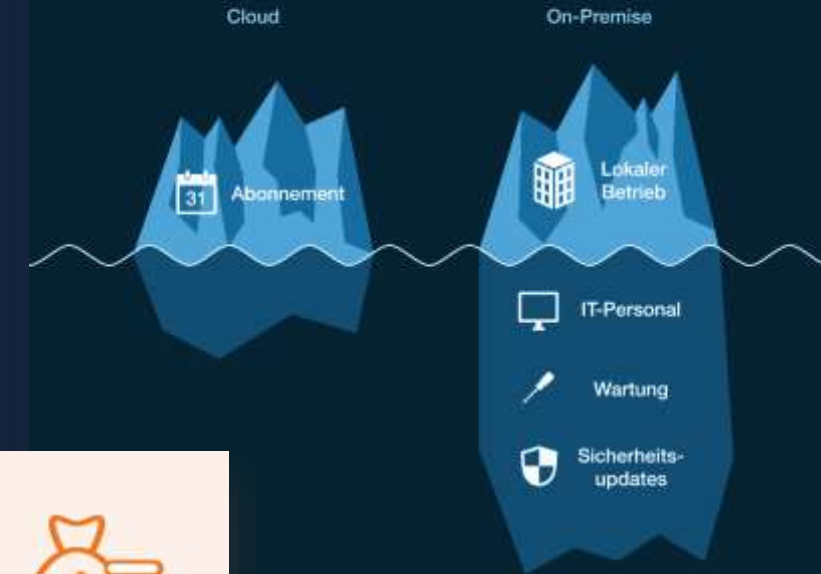 Cloud
On-Premise
31
Abonnement
Lokaler
Betrieb
IT-Personal
Wartung
Sicherheits-
updates